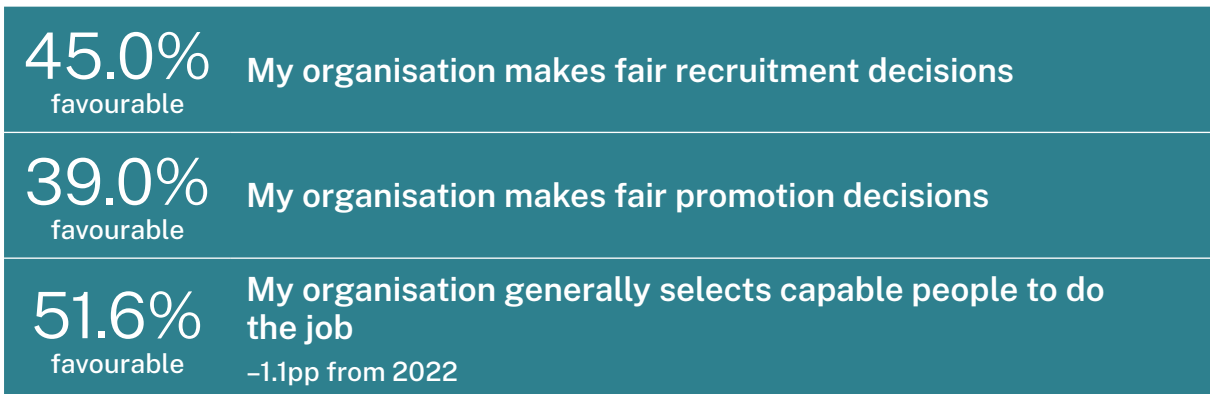 45.0%
favourable
My organisation makes fair recruitment decisions
39.0%
favourable
My organisation makes fair promotion decisions
51.6%
favourable
My organisation generally selects capable people to do
the job
–1.1pp from 2022